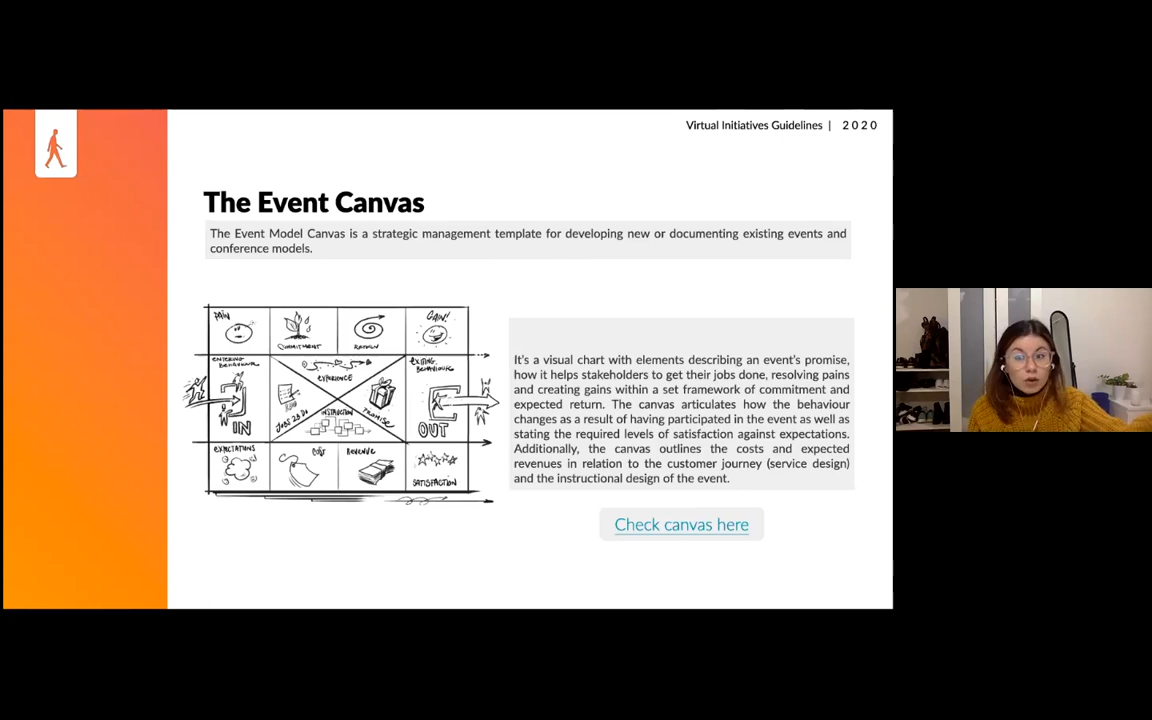 Virtual Initiatives Guidelines | 2020
The Event Canvas
The Event Model Canvas is a strategic management template for developing new or documenting existing events and
conference models.
PAIN
COMMITMENT
RETURN
GAIN!
ENTERING
BEHAVIOUR
EXPERIENCE
EXITING
BEHAVIOUR
JOBS 2B DO
INSTRUCTION
PROMISE
IN
OUT
EXPECTATIONS
COST
REVENUE
SATISFACTION
It's a visual chart with elements describing an event's promise,
how it helps stakeholders to get their jobs done, resolving pains
and creating gains within a set framework of commitment and
expected return. The canvas articulates how the behaviour
changes as a result of having participated in the event as well as
stating the required levels of satisfaction against expectations.
Additionally, the canvas outlines the costs and expected
revenues in relation to the customer journey (service design)
and the instructional design of the event.
Check canvas here